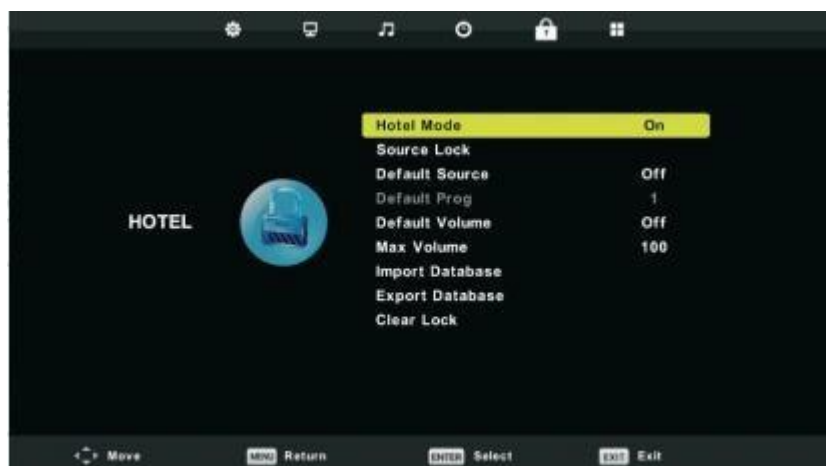 Hotel Mode On
Source Lock
Default Source Off
Default Prog 1
HOTEL
Default Volume Off
Max Volume 100
Import Database
Export Database
Clear Lock
Move MENU Return ENTER Select EXIT Exit